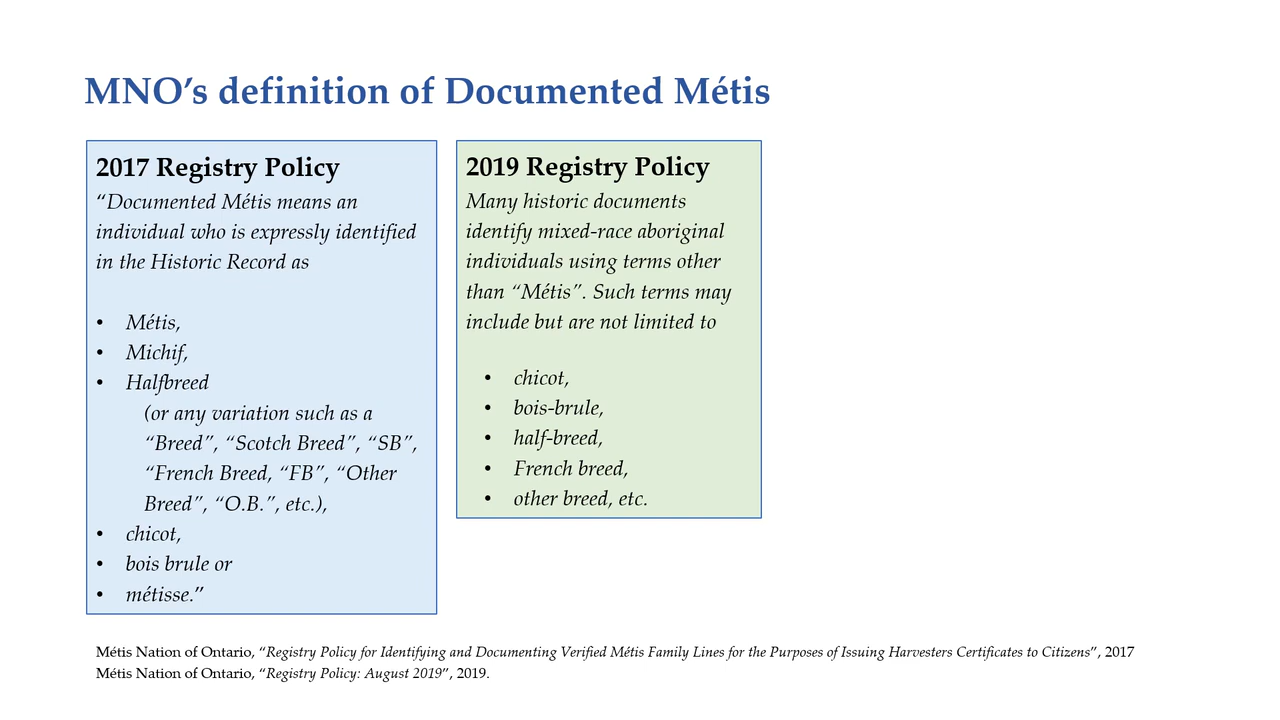 MNO’s definition of Documented Métis
2017 Registry Policy
“Documented Métis means an
individual who is expressly identified
in the Historic Record as
• Métis,
• Michif,
• Halfbreed
(or any variation such as a
“Breed”, “Scotch Breed”, “SB”,
“French Breed, “FB”, “Other
Breed”, “O.B.”, etc.),
• chicot,
• bois brule or
• métisse.”
2019 Registry Policy
Many historic documents
identify mixed-race aboriginal
individuals using terms other
than “Métis”. Such terms may
include but are not limited to
• chicot,
• bois-brule,
• half-breed,
• French breed,
• other breed, etc.
Métis Nation of Ontario, “Registry Policy for Identifying and Documenting Verified Métis Family Lines for the Purposes of Issuing Harvesters Certificates to Citizens”, 2017
Métis Nation of Ontario, “Registry Policy: August 2019”, 2019.